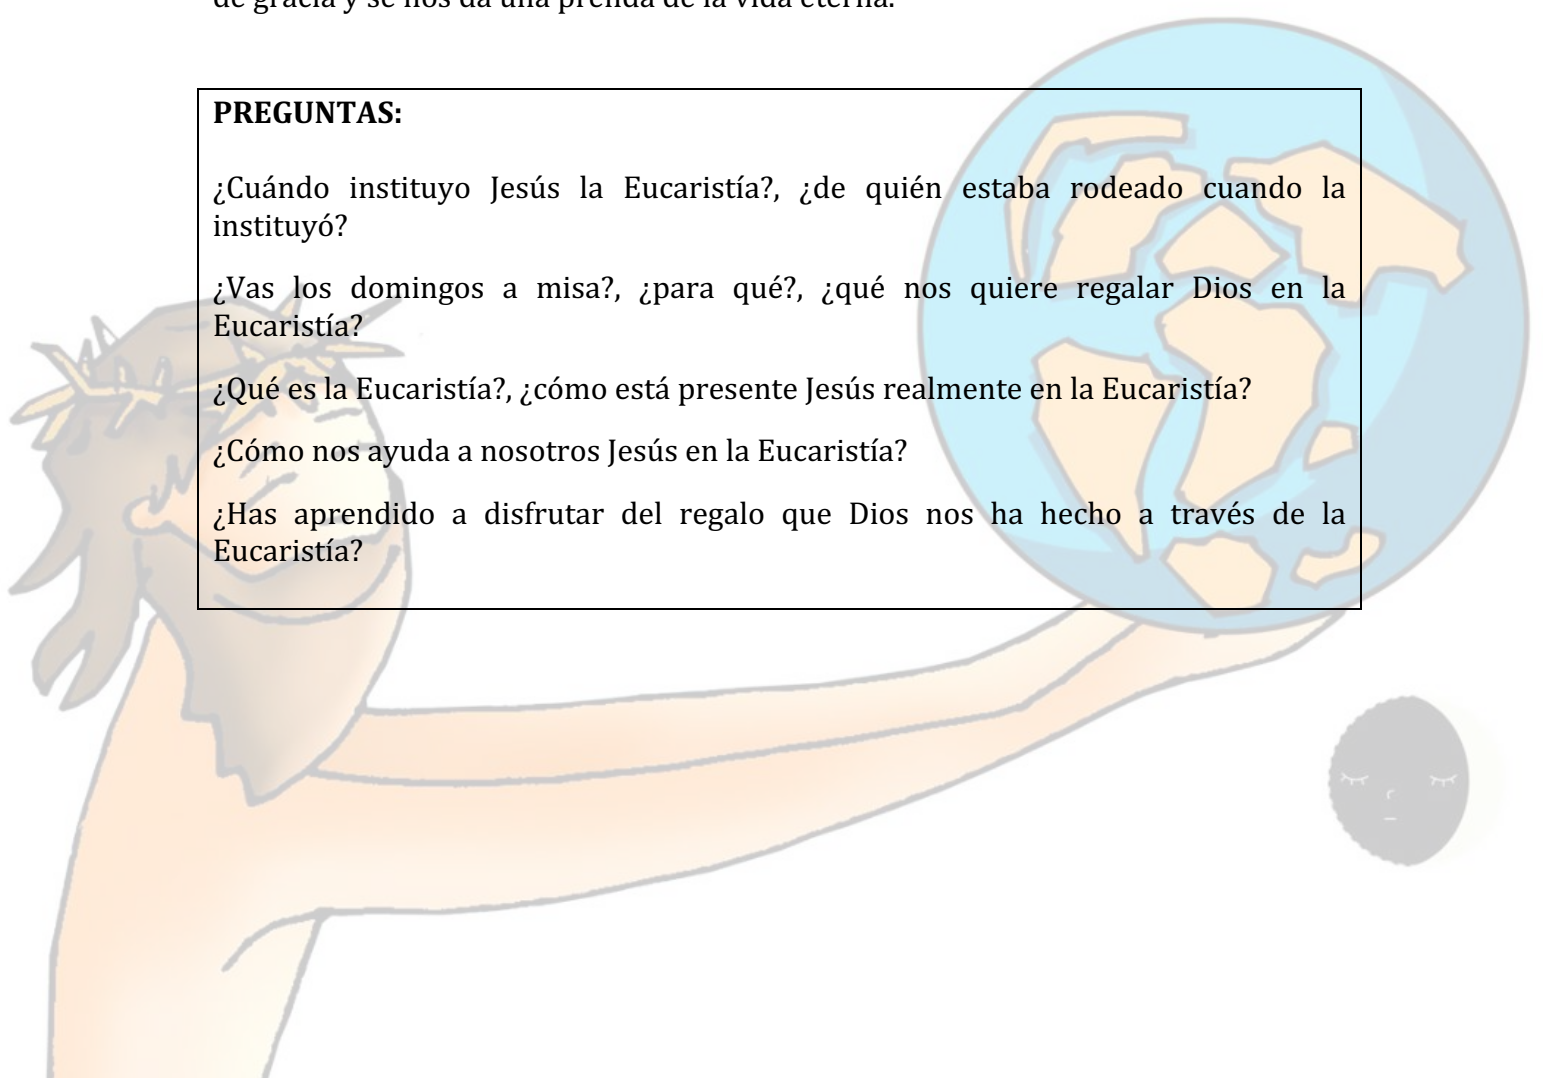 de gracia y se nos da una prenda de la vida eterna.
PREGUNTAS:
¿Cuándo instituyo Jesús la Eucaristía?, ¿de quién estaba rodeado cuando la
instituyó?
¿Vas los domingos a misa?, ¿para qué?, ¿qué nos quiere regalar Dios en la
Eucaristía?
¿Qué es la Eucaristía?, ¿cómo está presente Jesús realmente en la Eucaristía?
¿Cómo nos ayuda a nosotros Jesús en la Eucaristía?
¿Has aprendido a disfrutar del regalo que Dios nos ha hecho a través de la
Eucaristía?